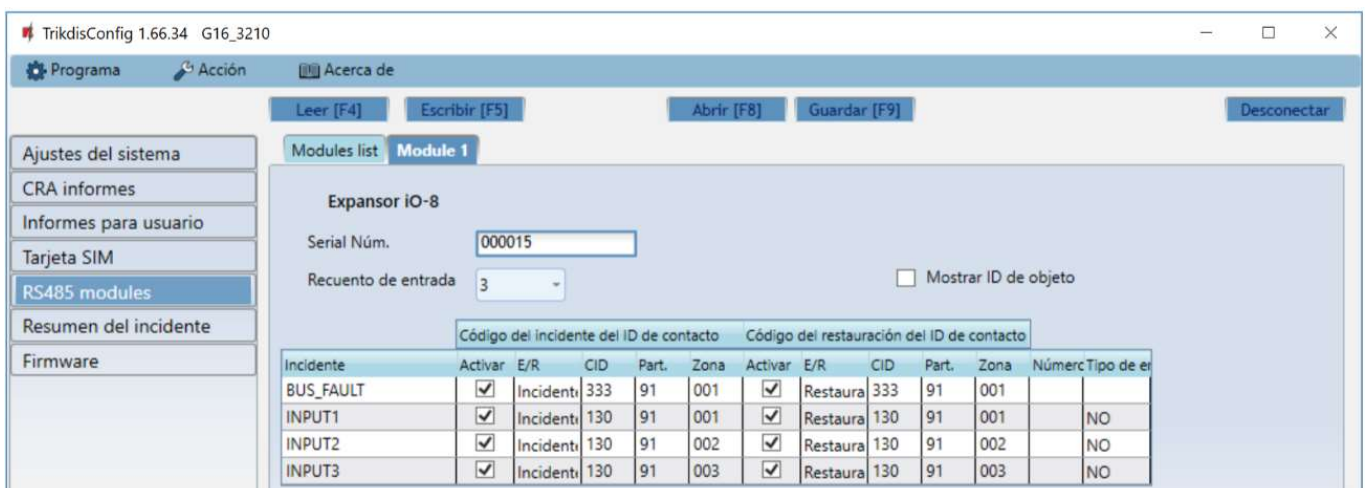 TrikdisConfig 1.66.34 G16_3210
Programa Acción Acerca de
Leer [F4] Escribir [F5] Abrir [F8] Guardar [F9] Desconectar
Ajustes del sistema
CRA informes
Informes para usuario
Tarjeta SIM
RS485 modules
Resumen del incidente
Firmware
Modules list Module 1
Expansor iO-8
Serial Núm. 000015
Recuento de entrada 3 Mostrar ID de objeto
Código del incidente del ID de contacto Código del restauración del ID de contacto
Incidente Activar E/R CID Part. Zona Activar E/R CID Part. Zona Númerc Tipo de er
BUS_FAULT Incidente 333 91 001 Restaura 333 91 001
INPUT1 Incidente 130 91 001 Restaura 130 91 001 NO
INPUT2 Incidente 130 91 002 Restaura 130 91 002 NO
INPUT3 Incidente 130 91 003 Restaura 130 91 003 NO